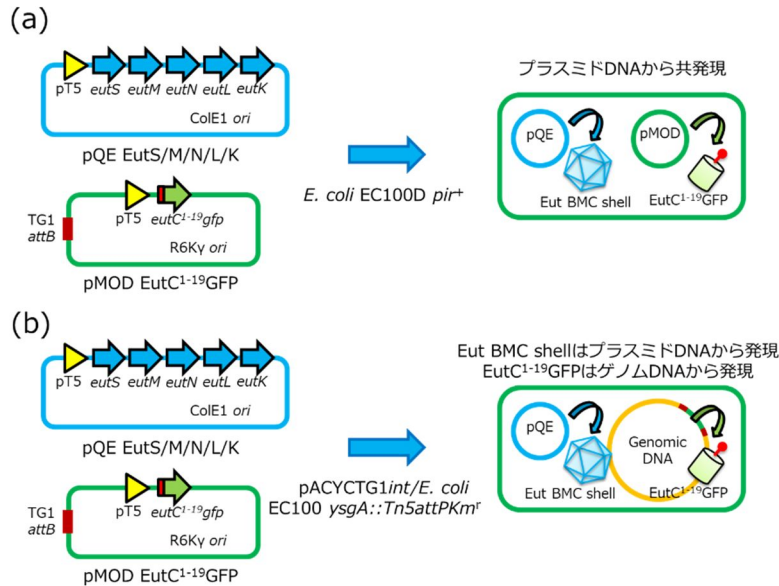 (a)
pT5
eutS eutM eutN eutL eutK
ColE1 ori
pQE EutS/M/N/L/K
TG1
attB
pT5 eutC¹⁻¹⁹gfp
R6Kγ ori
pMOD EutC¹⁻¹⁹GFP
E. coli EC100D pir⁺
プラスミドDNAから共発現
pQE
pMOD
Eut BMC shell
EutC¹⁻¹⁹GFP
(b)
pT5
eutS eutM eutN eutL eutK
ColE1 ori
pQE EutS/M/N/L/K
TG1
attB
pT5 eutC¹⁻¹⁹gfp
R6Kγ ori
pMOD EutC¹⁻¹⁹GFP
pACYCTG1int/E. coli
EC100 ysgA::Tn5attPKmʳ
Eut BMC shellはプラスミドDNAから発現
EutC¹⁻¹⁹GFPはゲノムDNAから発現
pQE
Genomic
DNA
Eut BMC shell
EutC¹⁻¹⁹GFP